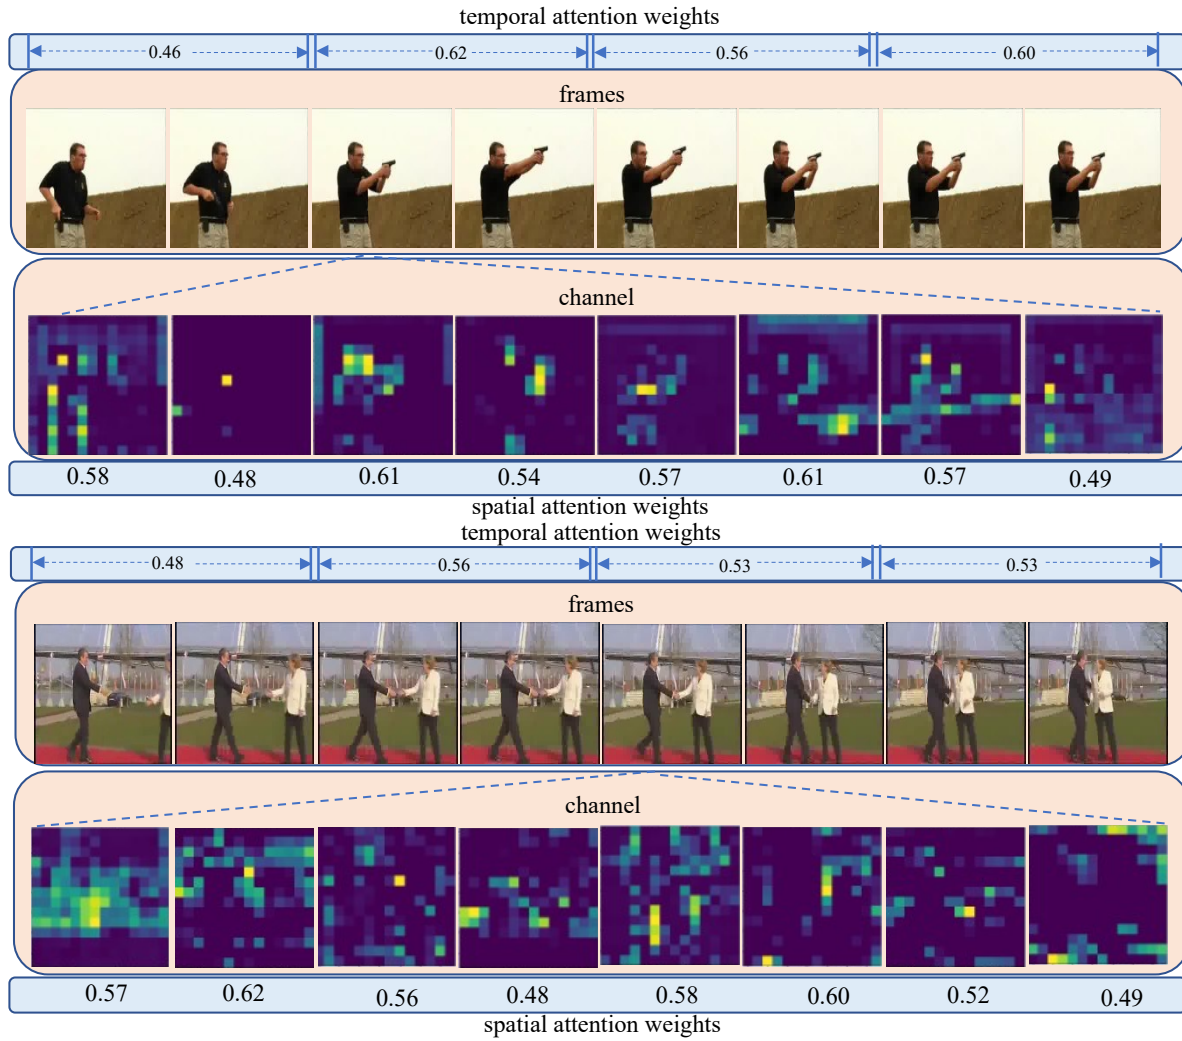 temporal attention weights
0.46 0.62 0.56 0.60
frames
channel
0.58 0.48 0.61 0.54 0.57 0.61 0.57 0.49
spatial attention weights
temporal attention weights
0.48 0.56 0.53 0.53
frames
channel
0.57 0.62 0.56 0.48 0.58 0.60 0.52 0.49
spatial attention weights